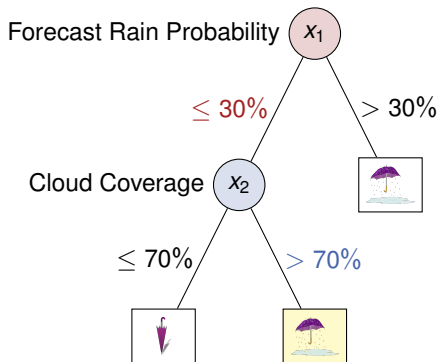 Forecast Rain Probability x₁
≤ 30% > 30%
Cloud Coverage x₂
≤ 70% > 70%